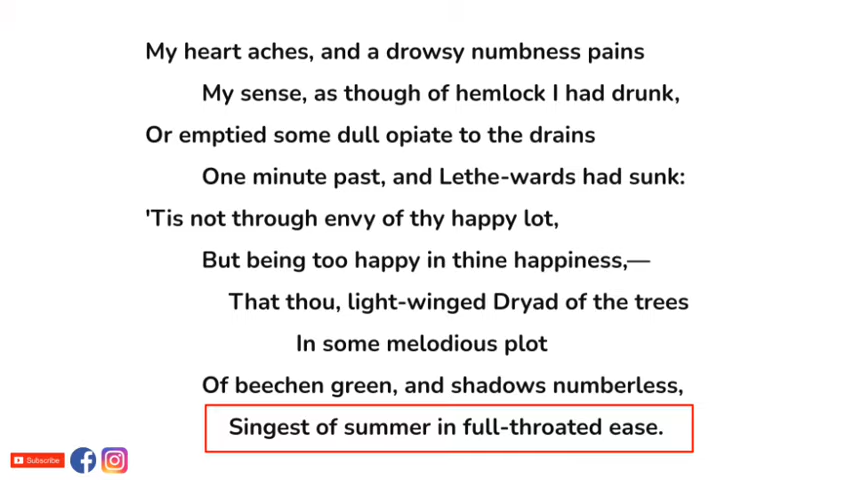 My heart aches, and a drowsy numbness pains
My sense, as though of hemlock I had drunk,
Or emptied some dull opiate to the drains
One minute past, and Lethe-wards had sunk:
'Tis not through envy of thy happy lot,
But being too happy in thine happiness,—
That thou, light-winged Dryad of the trees
In some melodious plot
Of beechen green, and shadows numberless,
Singest of summer in full-throated ease.
Subscribe